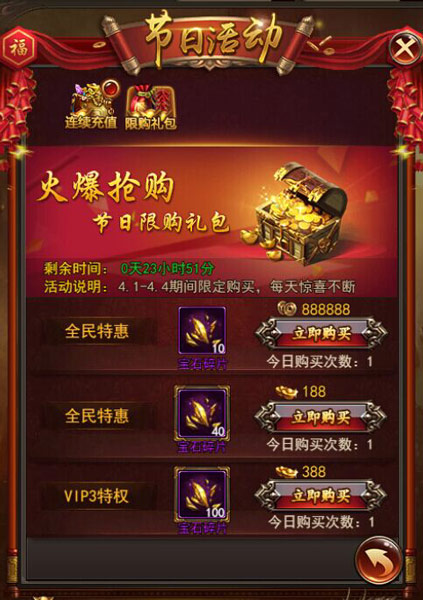 节日活动
福
连续充值
限购礼包
火爆抢购
节日限购礼包
剩余时间： 0天23小时51分
活动说明：4.1-4.4期间限定购买，每天惊喜不断
全民特惠
10
宝石碎片
888888
立即购买
今日购买次数：1
全民特惠
40
宝石碎片
188
立即购买
今日购买次数：1
VIP3特权
100
宝石碎片
388
立即购买
今日购买次数：1